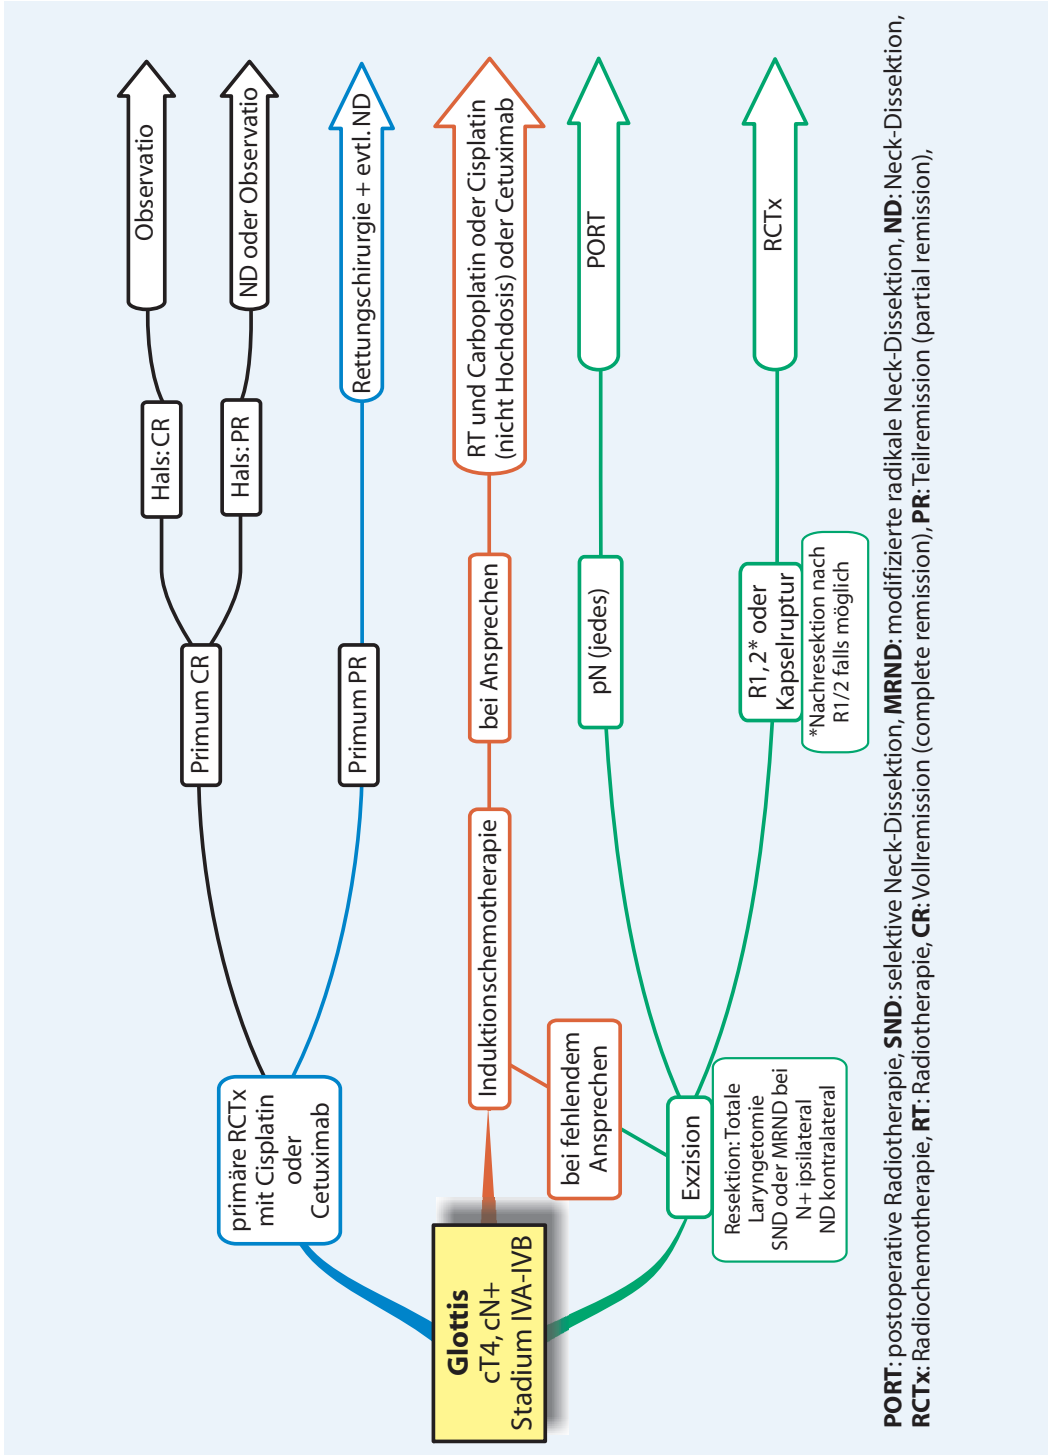 Glottis
cT4, cN+
Stadium IVA-IVB
primäre RCTx
mit Cisplatin
oder
Cetuximab
Primum CR
Hals: CR
Observatio
Hals: PR
ND oder Observatio
Primum PR
Rettungschirurgie + evtl. ND
Induktionschemotherapie
bei Ansprechen
RT und Carboplatin oder Cisplatin
(nicht Hochdosis) oder Cetuximab
bei fehlendem
Ansprechen
Exzision
Resektion: Totale
Laryngetomie
SND oder MRND bei
N+ ipsilateral
ND kontralateral
pN (jedes)
PORT
R1, 2* oder
Kapselruptur
*Nachresektion nach
R1/2 falls möglich
RCTx
PORT: postoperative Radiotherapie, SND: selektive Neck-Dissektion, MRND: modifizierte radikale Neck-Dissektion, ND: Neck-Dissektion,
RCTx: Radiochemotherapie, RT: Radiotherapie, CR: Vollremission (complete remission), PR: Teilremission (partial remission),